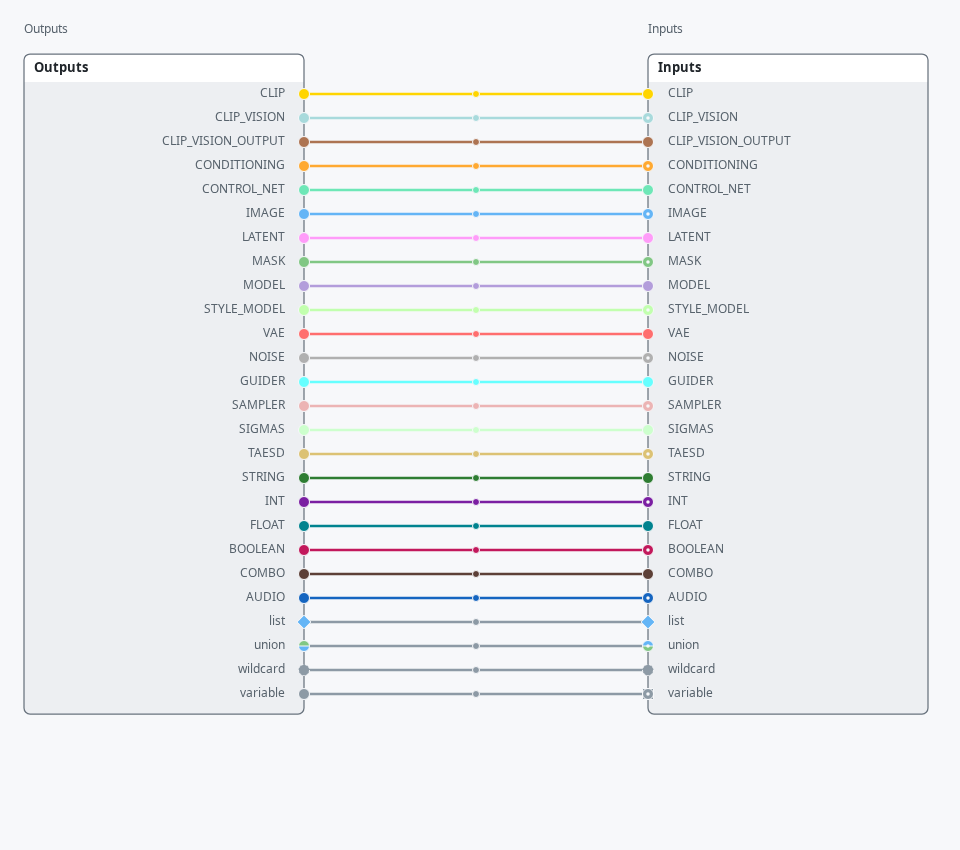 Outputs
Inputs
Outputs
Inputs
CLIP
CLIP
CLIP_VISION
CLIP_VISION
CLIP_VISION_OUTPUT
CLIP_VISION_OUTPUT
CONDITIONING
CONDITIONING
CONTROL_NET
CONTROL_NET
IMAGE
IMAGE
LATENT
LATENT
MASK
MASK
MODEL
MODEL
STYLE_MODEL
STYLE_MODEL
VAE
VAE
NOISE
NOISE
GUIDER
GUIDER
SAMPLER
SAMPLER
SIGMAS
SIGMAS
TAESD
TAESD
STRING
STRING
INT
INT
FLOAT
FLOAT
BOOLEAN
BOOLEAN
COMBO
COMBO
AUDIO
AUDIO
list
list
union
union
wildcard
wildcard
variable
variable